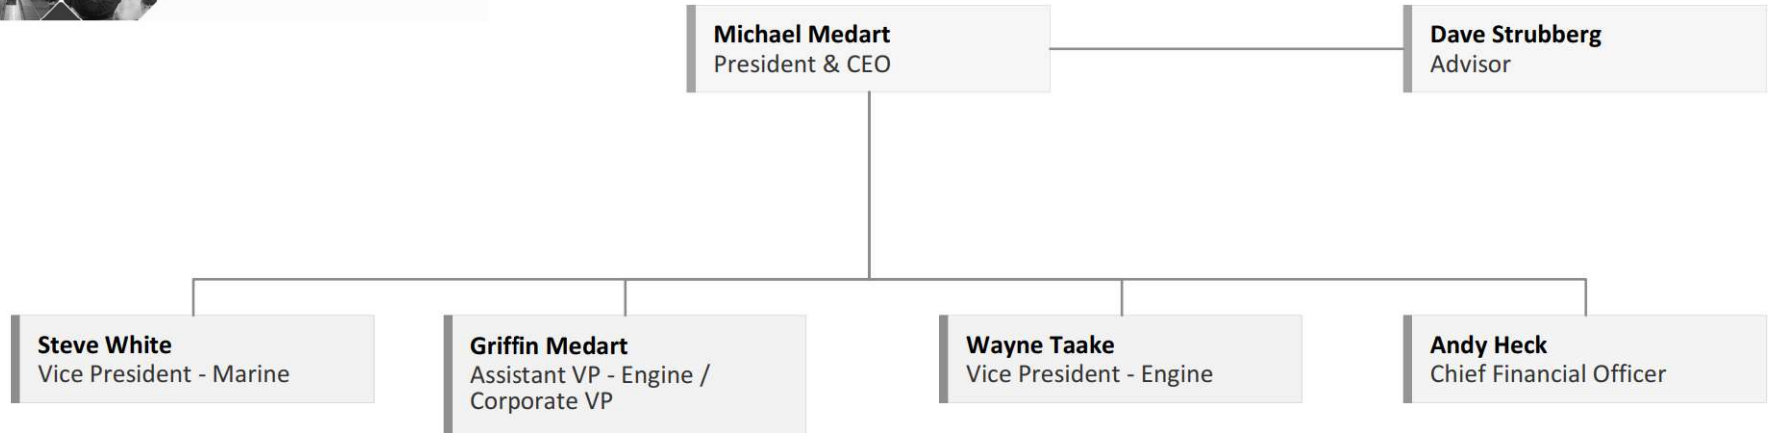 Michael Medart
President & CEO
Dave Strubberg
Advisor
Steve White
Vice President - Marine
Griffin Medart
Assistant VP - Engine /
Corporate VP
Wayne Taake
Vice President - Engine
Andy Heck
Chief Financial Officer